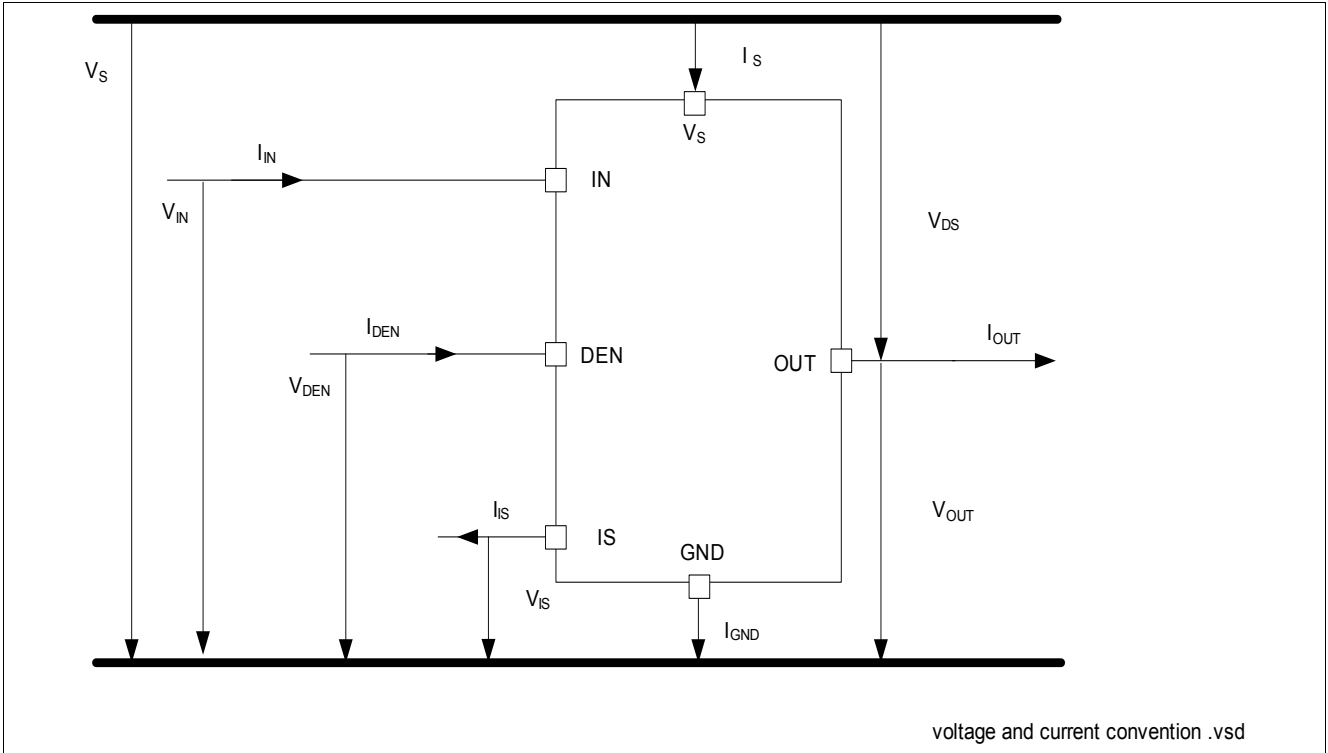 V_S
I_S
V_S
I_IN
IN
V_IN
V_DS
I_DEN
DEN
V_DEN
OUT
I_OUT
I_IS
IS
V_OUT
GND
V_IS
I_GND
voltage and current convention .vsd